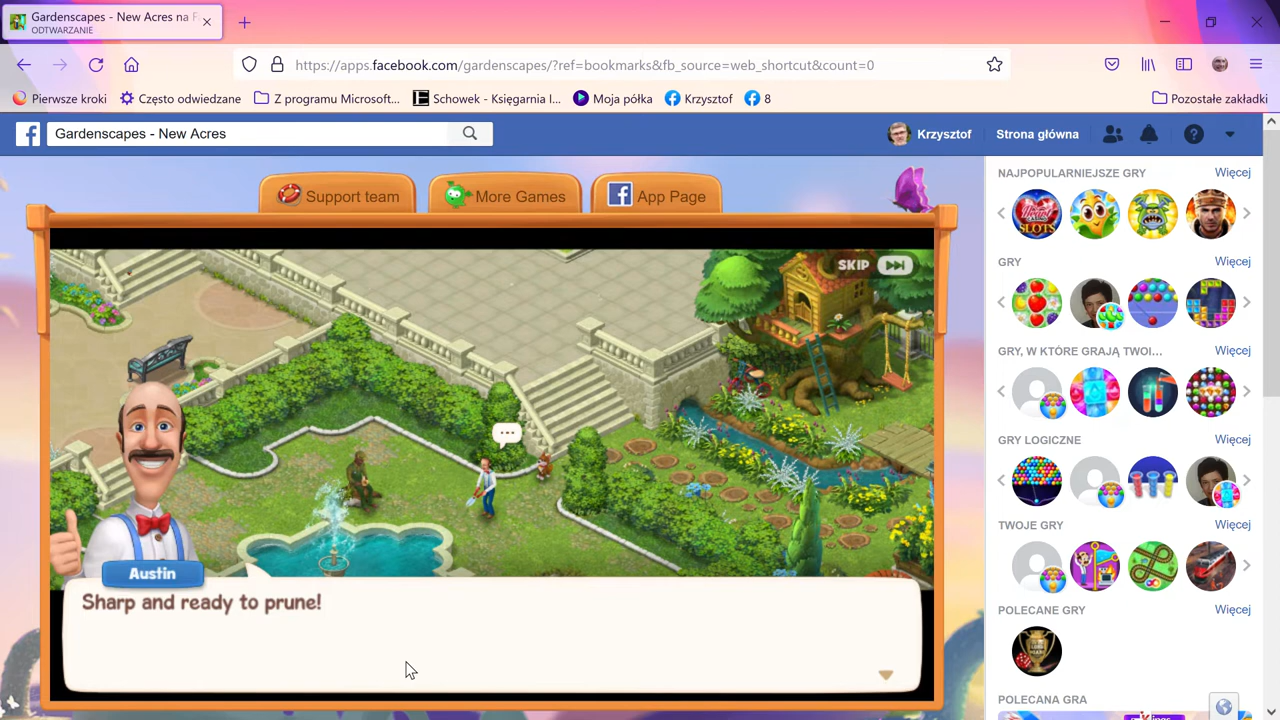 Gardenscapes - New Acres na F
ODTWARZANIE
https://apps.facebook.com/gardenscapes/?ref=bookmarks&fb_source=web_shortcut&count=0
Pierwsze kroki
Często odwiedzane
Z programu Microsoft...
Schowek - Księgarnia I...
Moja półka
Krzysztof
8
Pozostałe zakładki
Gardenscapes - New Acres
Krzysztof
Strona główna
Support team
More Games
App Page
SKIP
Austin
Sharp and ready to prune!
NAJPOPULARNIEJSZE GRY
Więcej
SLOTS
GRY
Więcej
GRY, W KTÓRE GRAJĄ TWOI...
Więcej
GRY LOGICZNE
Więcej
TWOJE GRY
Więcej
POLECANE GRY
Więcej
POLECANA GRA